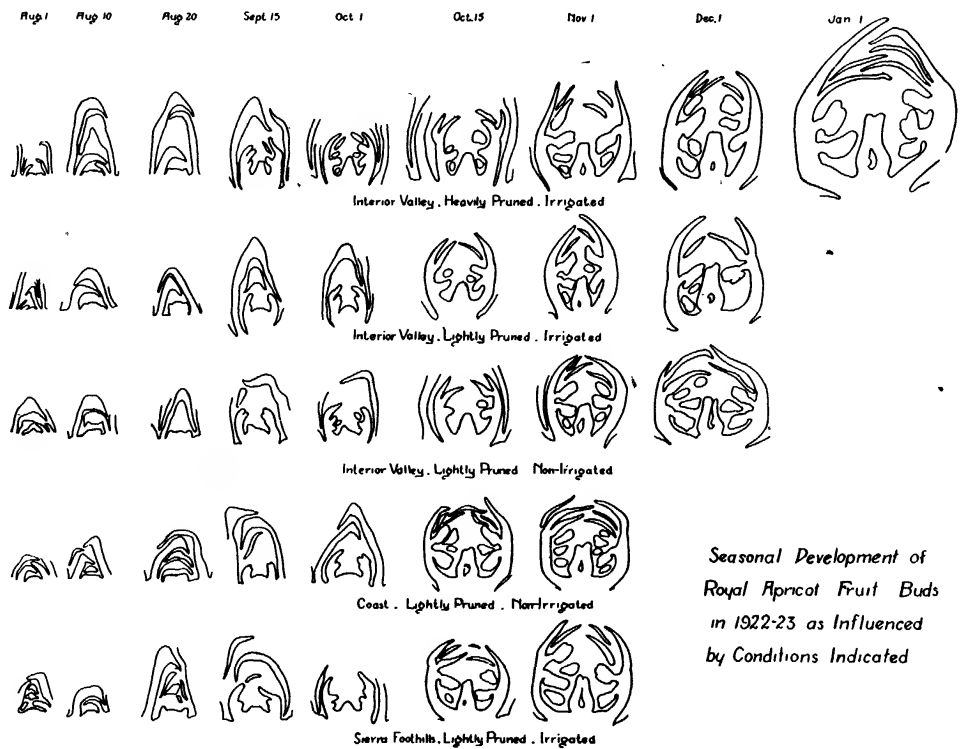 Aug. 1 Aug 10 Aug 20 Sept. 15 Oct 1 Oct. 15 Nov 1 Dec. 1 Jan 1
Interior Valley . Heavily Pruned . Irrigated
Interior Valley . Lightly Pruned . Irrigated
Interior Valley . Lightly Pruned Non-Irrigated
Coast . Lightly Pruned . Non-Irrigated
Sierra Foothills, Lightly Pruned . Irrigated
Seasonal Development of
Royal Apricot Fruit Buds
in 1922-23 as Influenced
by Conditions Indicated